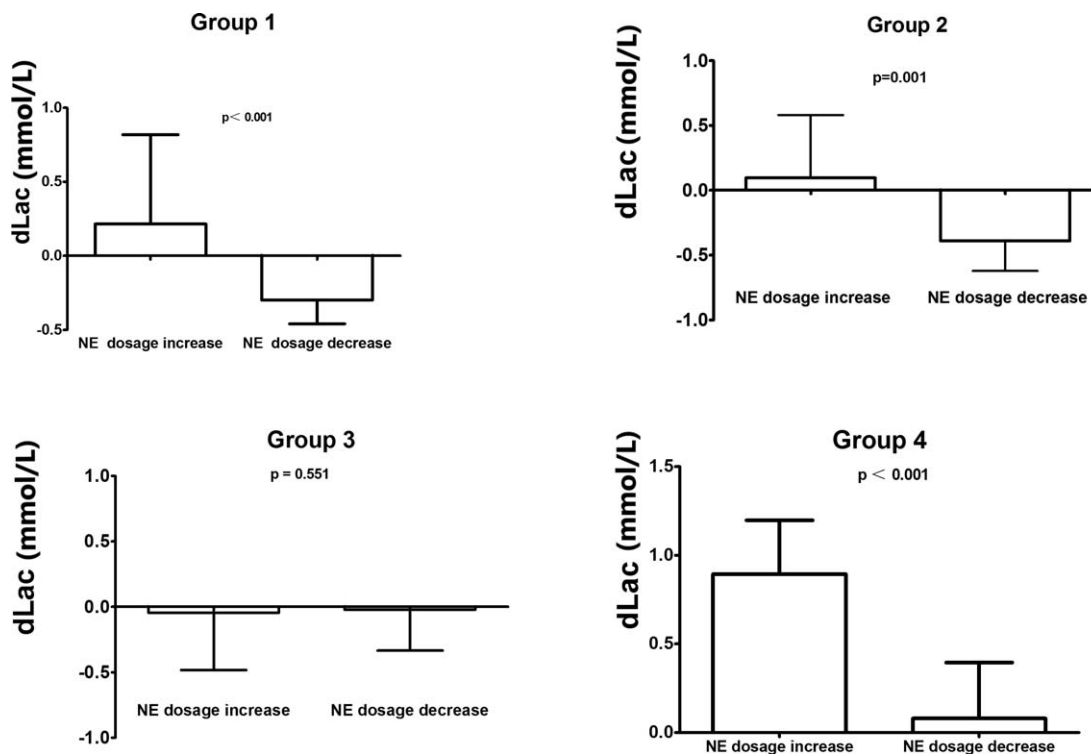 Group 1
dLac (mmol/L)
p< 0.001
1.0
0.5
0.0
-0.5
NE dosage increase NE dosage decrease
Group 2
dLac (mmol/L)
p=0.001
1.0
0.5
0.0
-0.5
-1.0
NE dosage increase NE dosage decrease
Group 3
dLac (mmol/L)
p = 0.551
1.0
0.5
0.0
-0.5
-1.0
NE dosage increase NE dosage decrease
Group 4
dLac (mmol/L)
p < 0.001
1.5
1.0
0.5
0.0
NE dosage increase NE dosage decrease